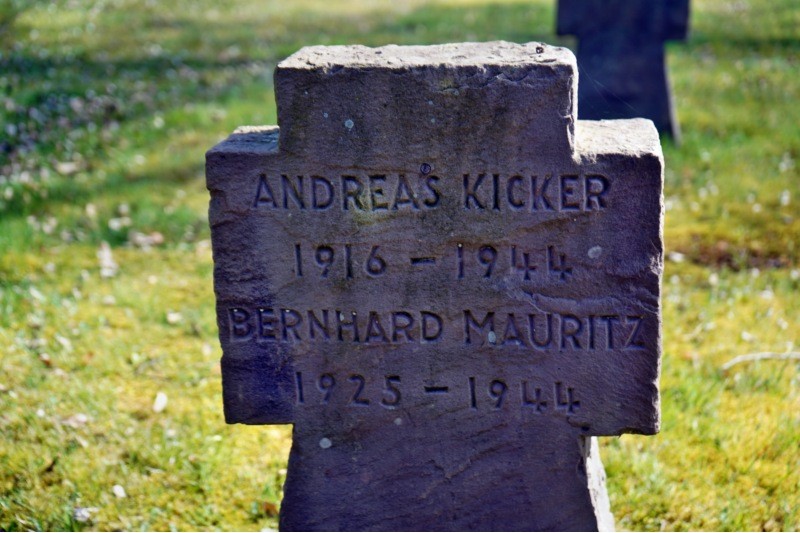 ANDREAS KICKER
1916 – 1944
BERNHARD MAURITZ
1925 – 1944